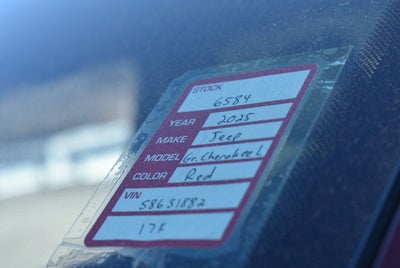 STOCK
6584
YEAR 2025
MAKE Jeep
MODEL Gr. Cherokee L
COLOR Red
VIN
58631882
17K